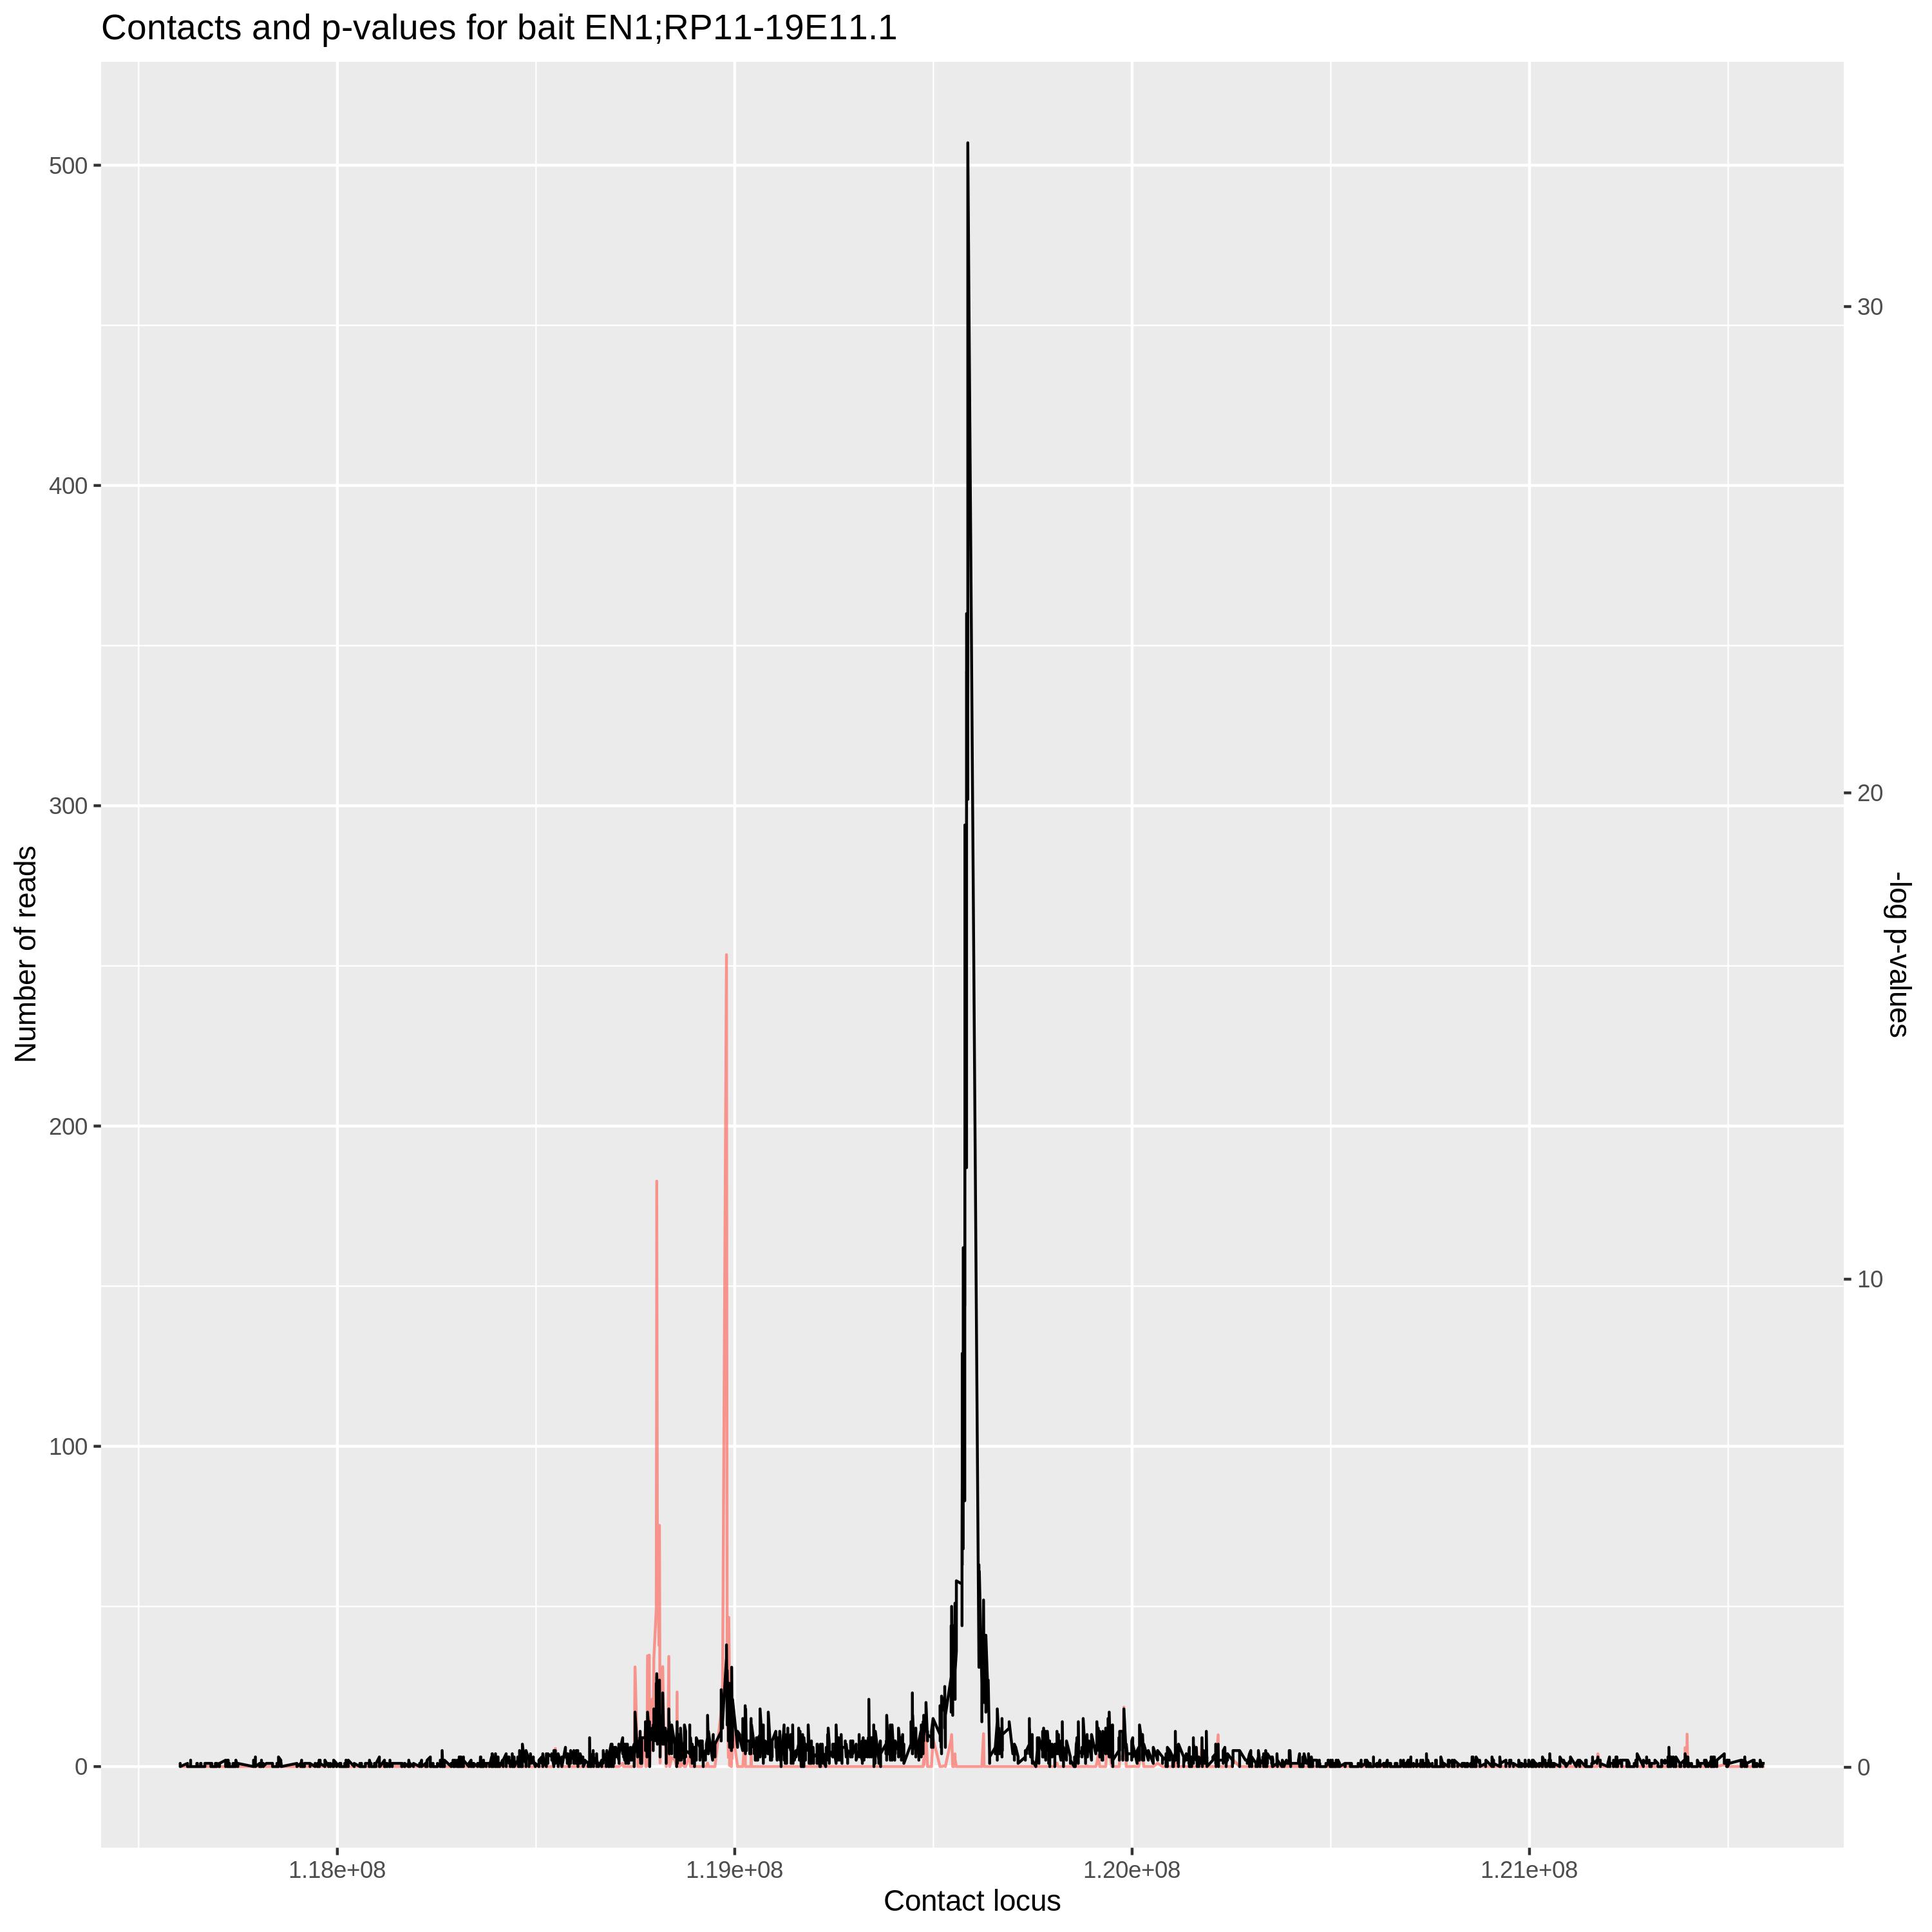 Contacts and p-values for bait EN1;RP11-19E11.1
500
400
300
200
100
0
Number of reads
30
20
10
0
-log p-values
1.18e+08
1.19e+08
1.20e+08
1.21e+08
Contact locus